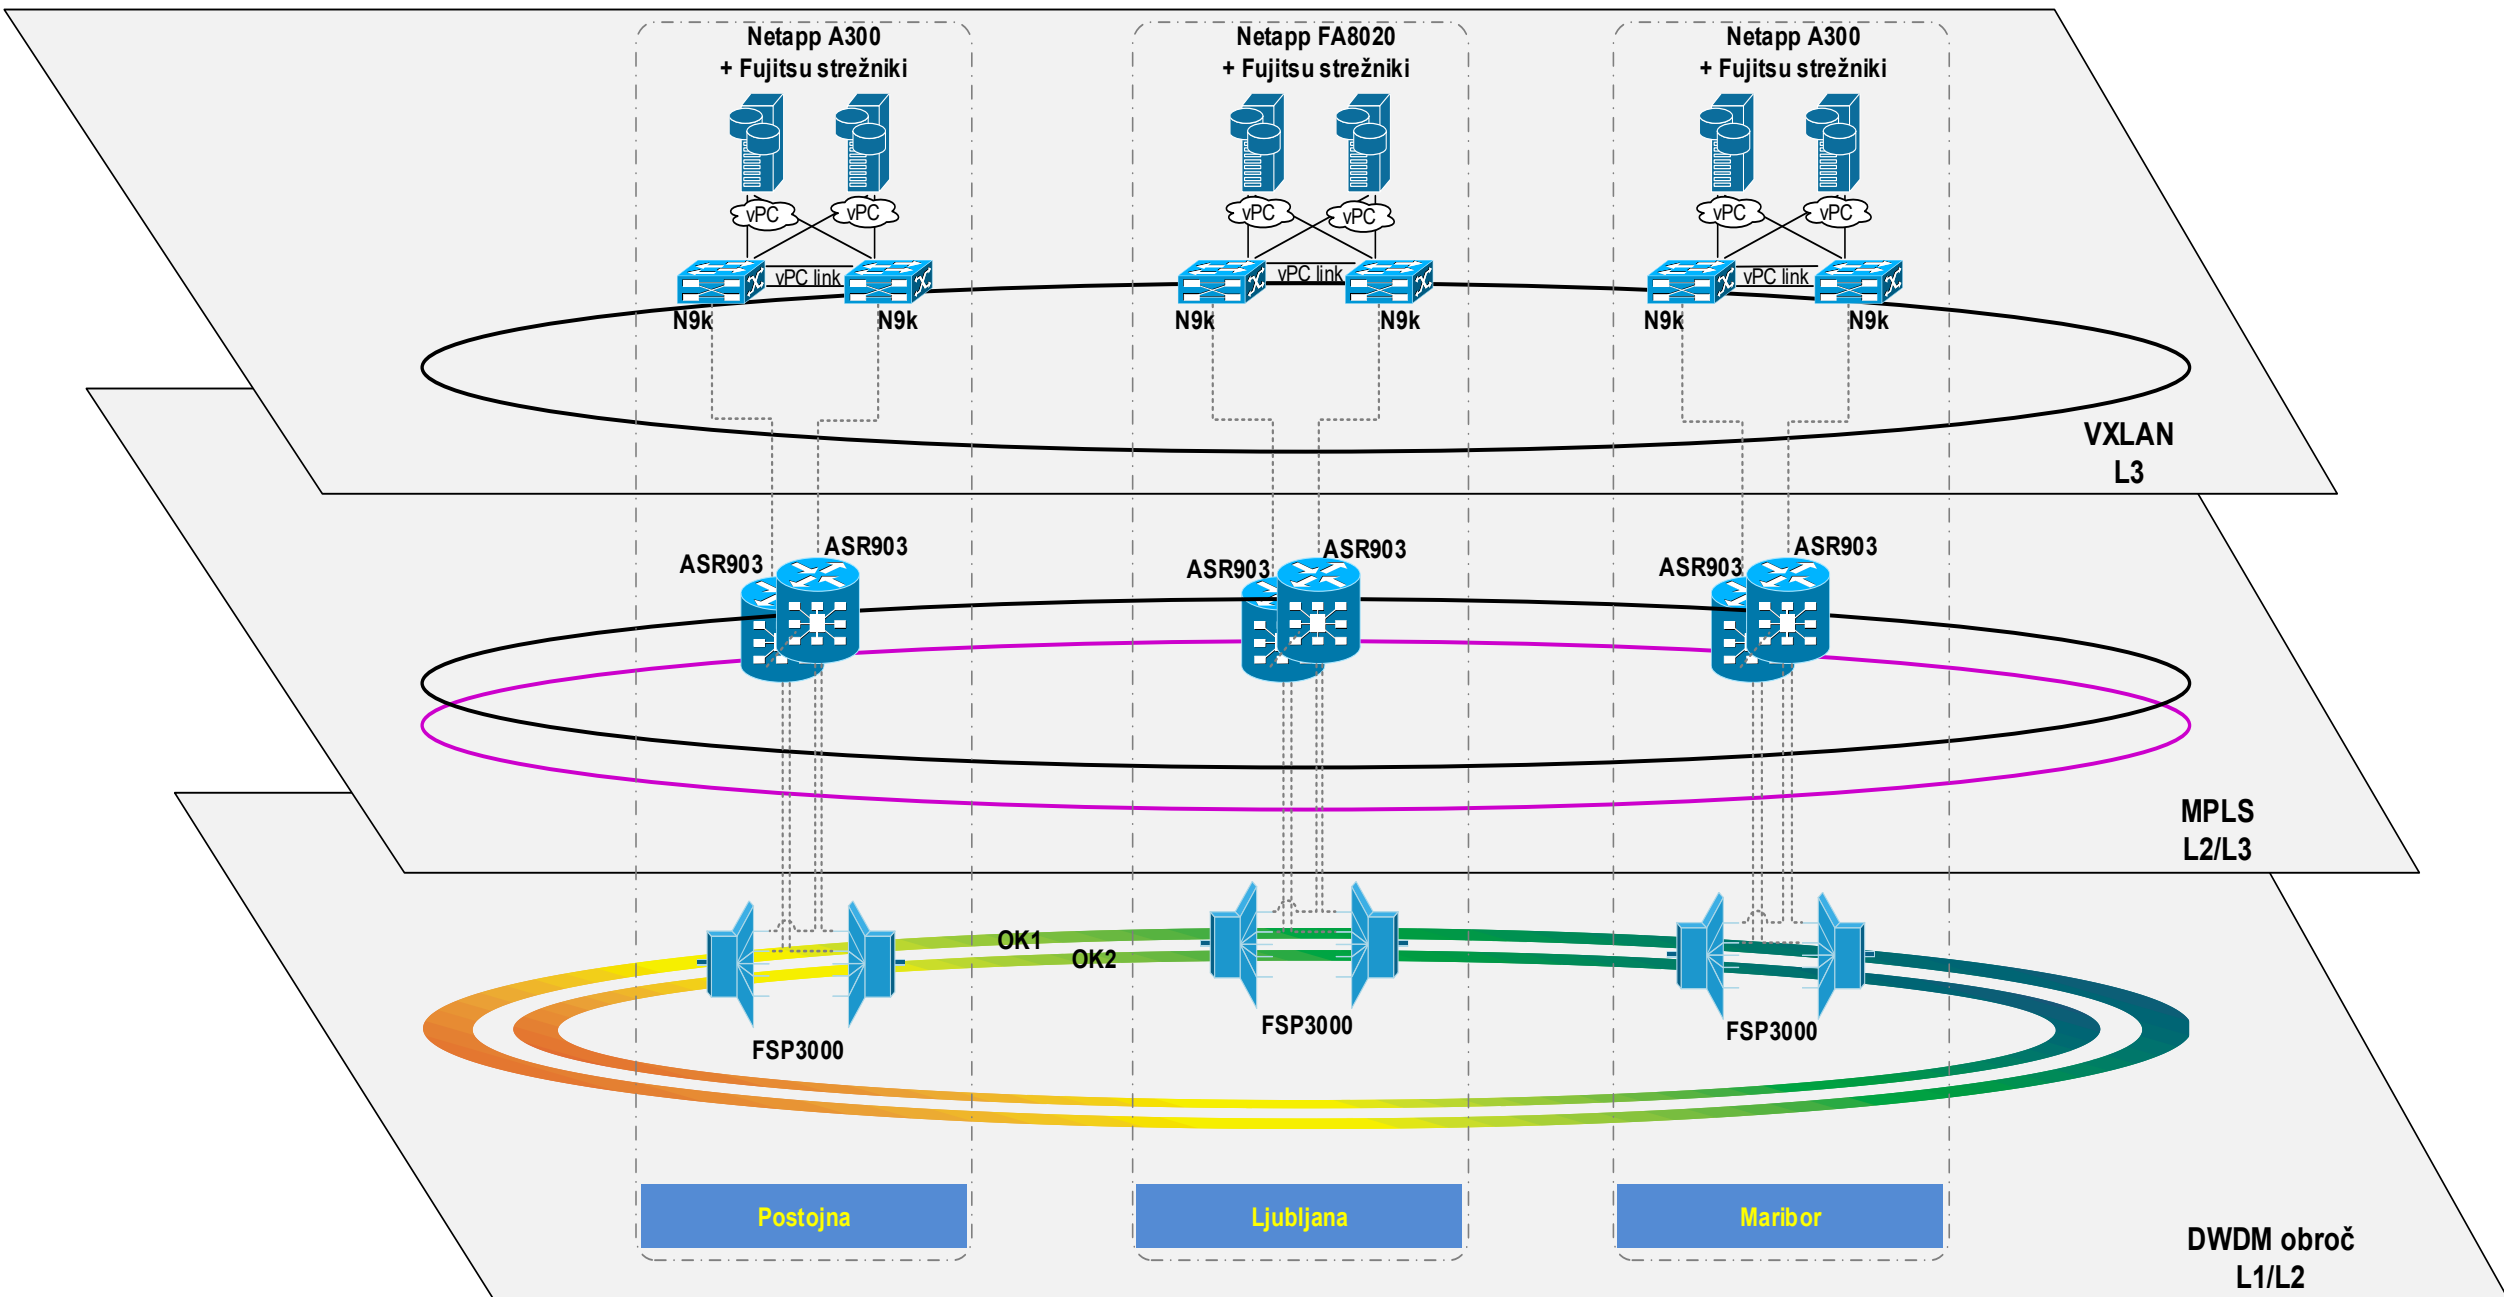 Netapp A300
+ Fujitsu strežniki
Netapp FA8020
+ Fujitsu strežniki
Netapp A300
+ Fujitsu strežniki
vPC
vPC
vPC
vPC
vPC
vPC
vPC link
vPC link
vPC link
N9k
N9k
N9k
N9k
N9k
N9k
VXLAN
L3
ASR903
ASR903
ASR903
ASR903
ASR903
ASR903
MPLS
L2/L3
OK1
OK2
FSP3000
FSP3000
FSP3000
Postojna
Ljubljana
Maribor
DWDM obroč
L1/L2